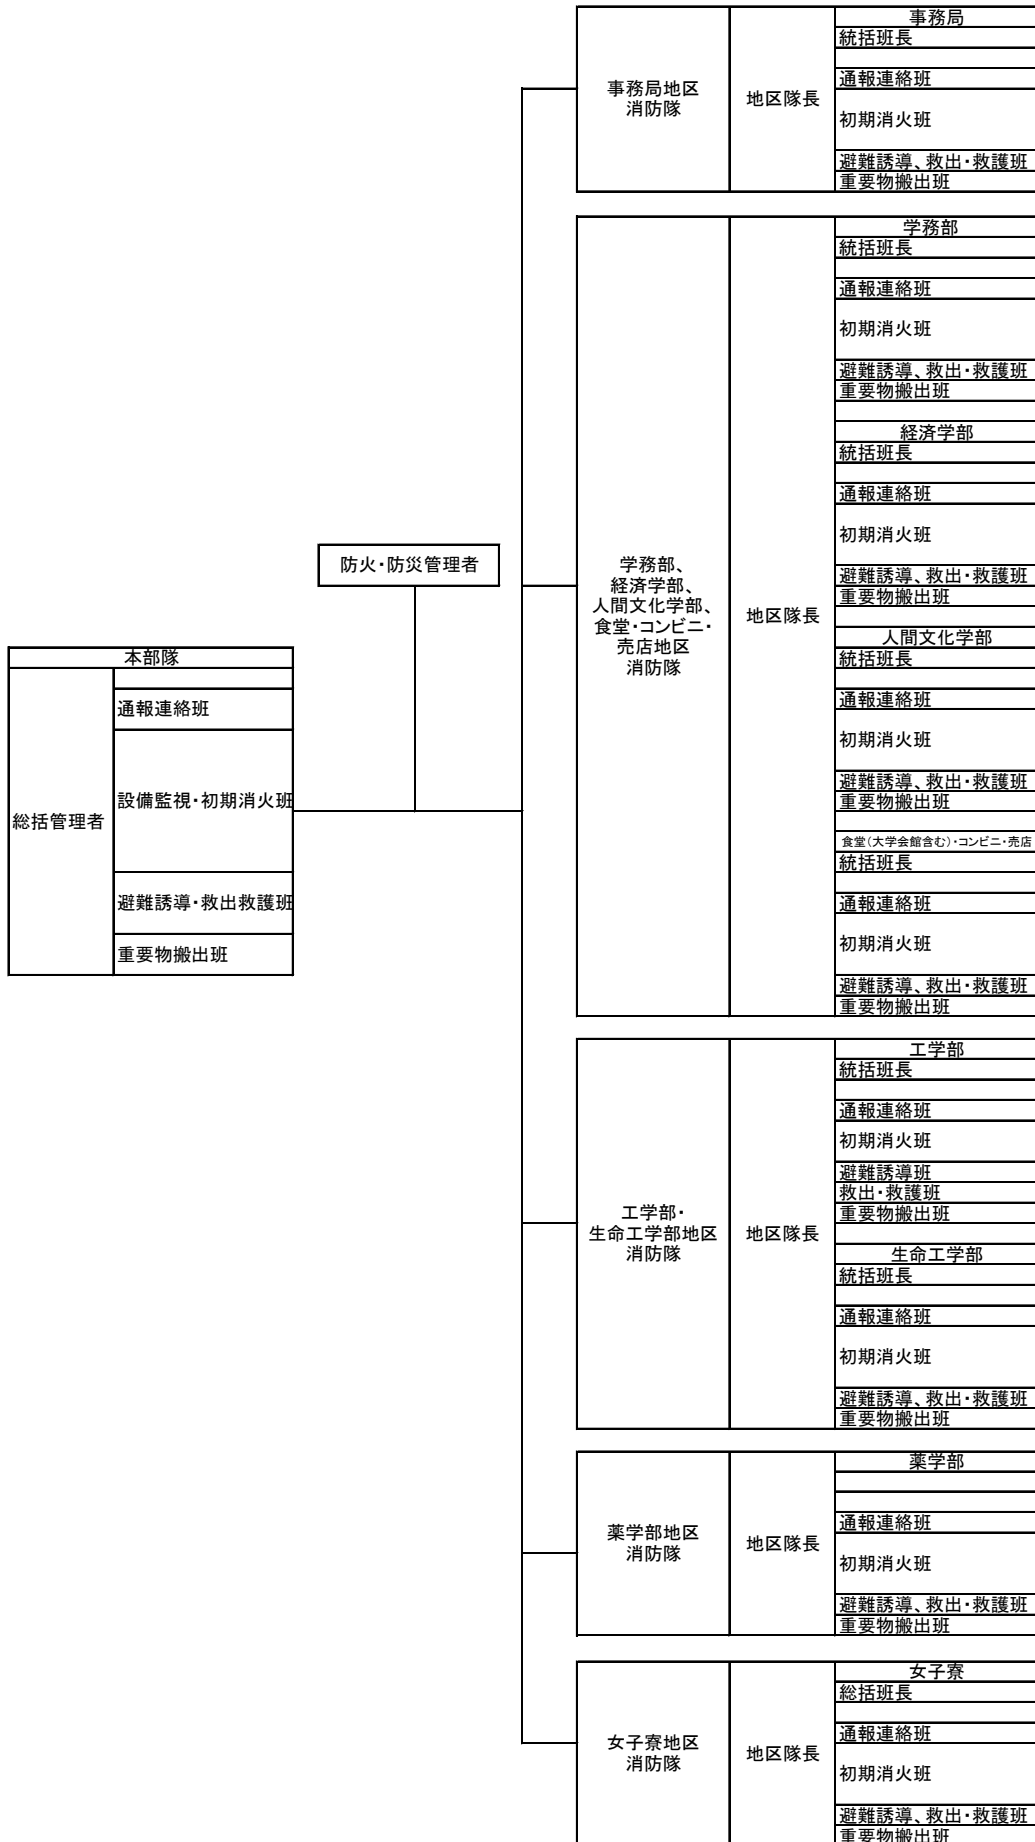 本部隊
総括管理者
通報連絡班
設備監視・初期消火班
避難誘導・救出救護班
重要物搬出班
防火・防災管理者
事務局地区
消防隊
地区隊長
事務局
統括班長
通報連絡班
初期消火班
避難誘導、救出・救護班
重要物搬出班
学務部、
経済学部、
人間文化学部、
食堂・コンビニ・
売店地区
消防隊
地区隊長
学務部
統括班長
通報連絡班
初期消火班
避難誘導、救出・救護班
重要物搬出班
経済学部
統括班長
通報連絡班
初期消火班
避難誘導、救出・救護班
重要物搬出班
人間文化学部
統括班長
通報連絡班
初期消火班
避難誘導、救出・救護班
重要物搬出班
食堂(大学会館含む)・コンビニ・売店
統括班長
通報連絡班
初期消火班
避難誘導、救出・救護班
重要物搬出班
工学部・
生命工学部地区
消防隊
地区隊長
工学部
統括班長
通報連絡班
初期消火班
避難誘導班
救出・救護班
重要物搬出班
生命工学部
統括班長
通報連絡班
初期消火班
避難誘導、救出・救護班
重要物搬出班
薬学部地区
消防隊
地区隊長
薬学部
通報連絡班
初期消火班
避難誘導、救出・救護班
重要物搬出班
女子寮地区
消防隊
地区隊長
女子寮
総括班長
通報連絡班
初期消火班
避難誘導、救出・救護班
重要物搬出班